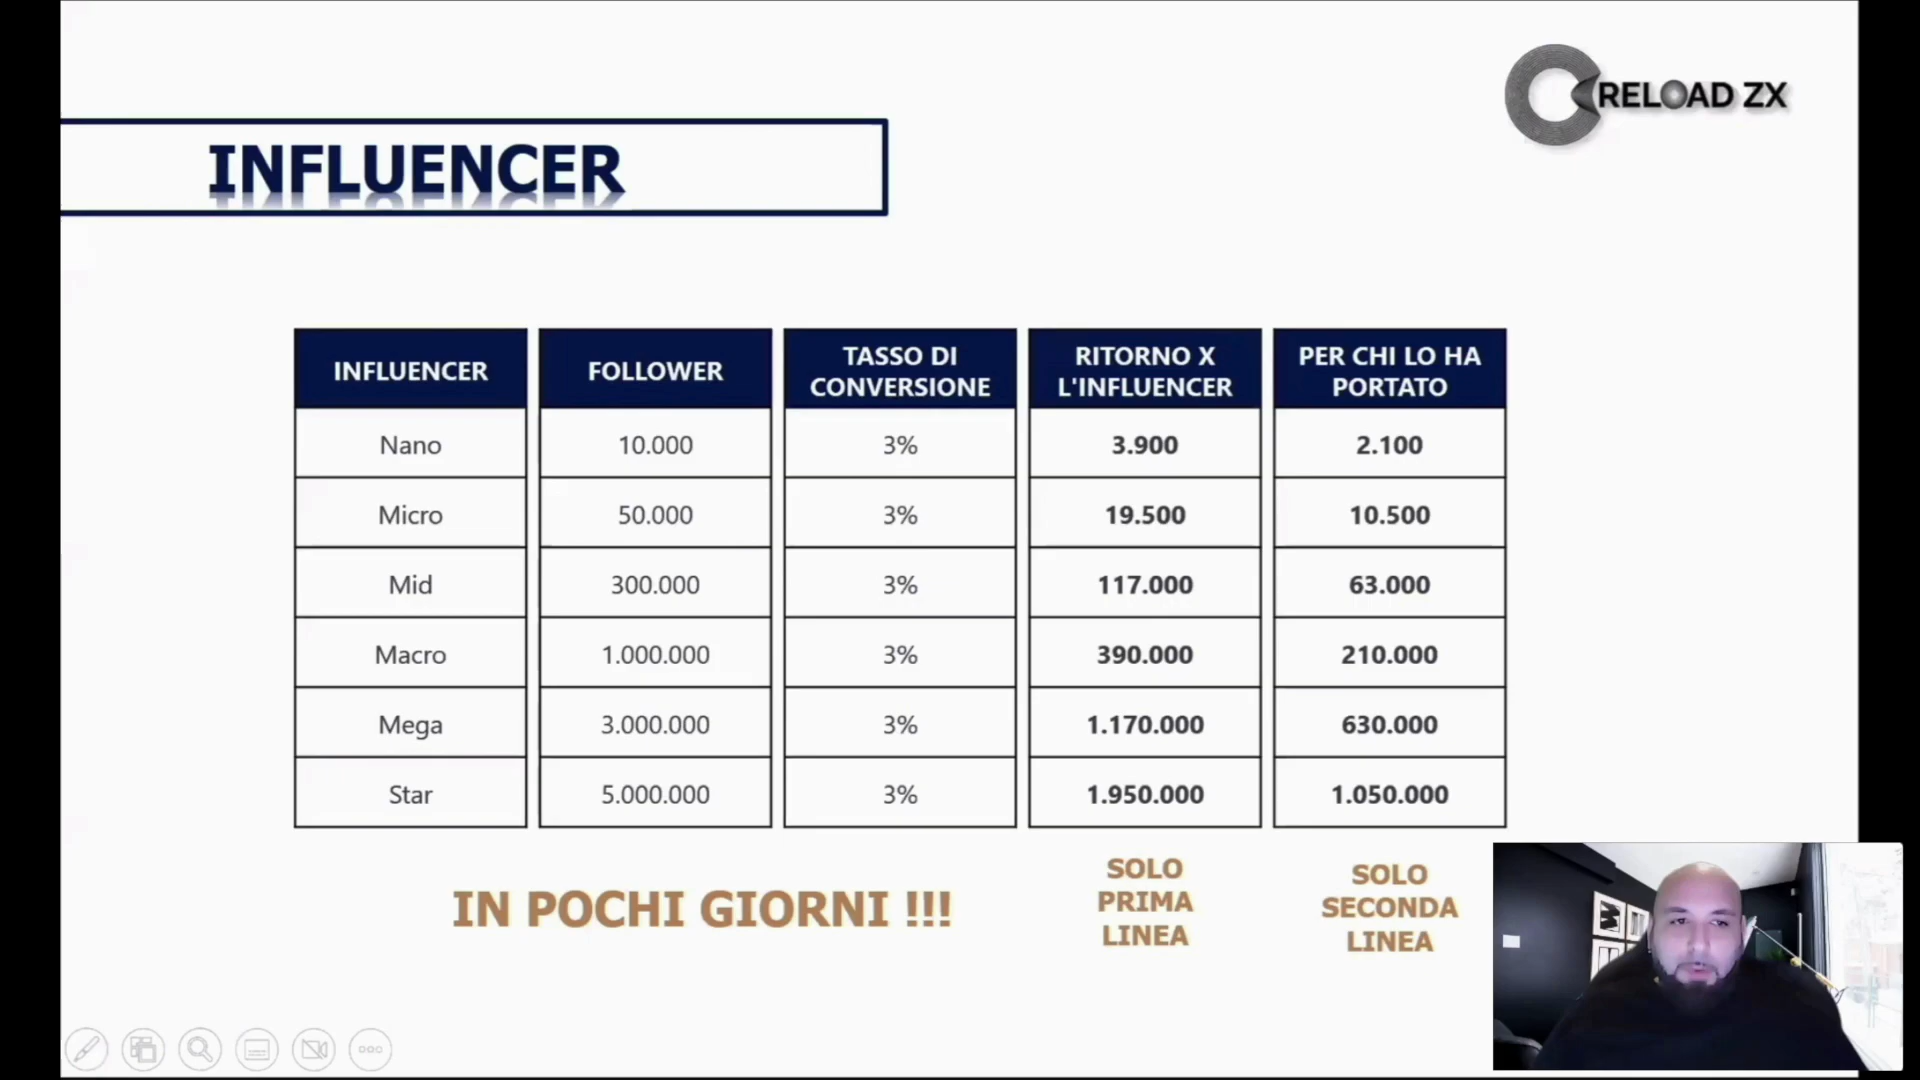 RELOAD ZX
INFLUENCER
INFLUENCER FOLLOWER TASSO DI CONVERSIONE RITORNO X L'INFLUENCER PER CHI LO HA PORTATO
Nano 10.000 3% 3.900 2.100
Micro 50.000 3% 19.500 10.500
Mid 300.000 3% 117.000 63.000
Macro 1.000.000 3% 390.000 210.000
Mega 3.000.000 3% 1.170.000 630.000
Star 5.000.000 3% 1.950.000 1.050.000
IN POCHI GIORNI !!!
SOLO
PRIMA
LINEA
SOLO
SECONDA
LINEA